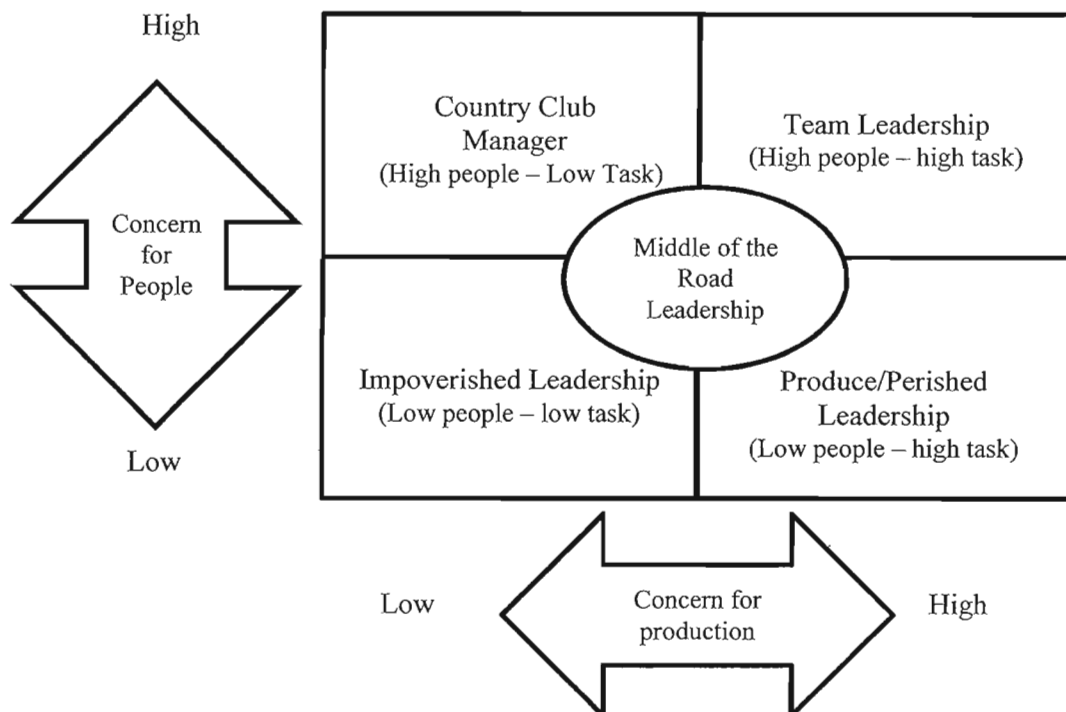 High
Country Club
Manager
(High people – Low Task)
Team Leadership
(High people – high task)
Concern
for
People
Middle of the
Road
Leadership
Impoverished Leadership
(Low people – low task)
Produce/Perished
Leadership
(Low people – high task)
Low
Low
Concern for
production
High